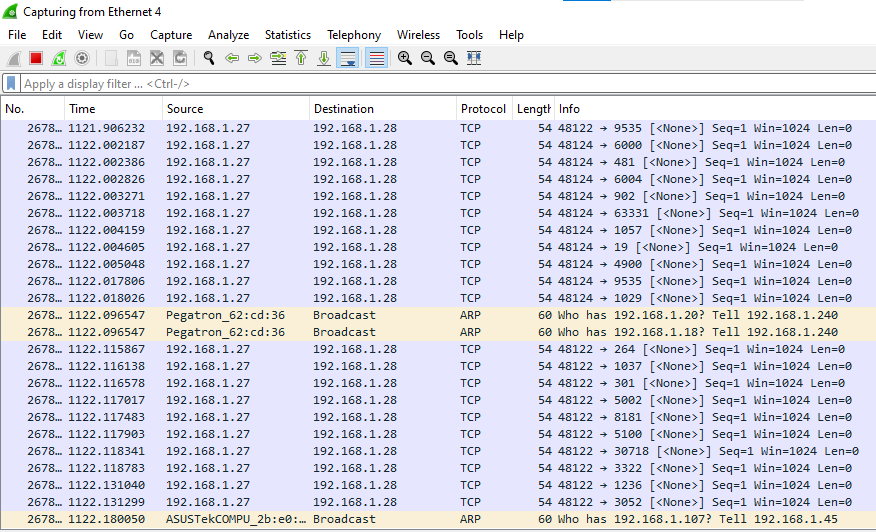 Capturing from Ethernet 4
File Edit View Go Capture Analyze Statistics Telephony Wireless Tools Help
Apply a display filter ... <Ctrl-/>
No. Time Source Destination Protocol Length Info
2678… 1121.906232 192.168.1.27 192.168.1.28 TCP 54 48122 → 9535 [<None>] Seq=1 Win=1024 Len=0
2678… 1122.002187 192.168.1.27 192.168.1.28 TCP 54 48124 → 6000 [<None>] Seq=1 Win=1024 Len=0
2678… 1122.002386 192.168.1.27 192.168.1.28 TCP 54 48124 → 481 [<None>] Seq=1 Win=1024 Len=0
2678… 1122.002826 192.168.1.27 192.168.1.28 TCP 54 48124 → 6004 [<None>] Seq=1 Win=1024 Len=0
2678… 1122.003271 192.168.1.27 192.168.1.28 TCP 54 48124 → 902 [<None>] Seq=1 Win=1024 Len=0
2678… 1122.003718 192.168.1.27 192.168.1.28 TCP 54 48124 → 63331 [<None>] Seq=1 Win=1024 Len=0
2678… 1122.004159 192.168.1.27 192.168.1.28 TCP 54 48124 → 1057 [<None>] Seq=1 Win=1024 Len=0
2678… 1122.004605 192.168.1.27 192.168.1.28 TCP 54 48124 → 19 [<None>] Seq=1 Win=1024 Len=0
2678… 1122.005048 192.168.1.27 192.168.1.28 TCP 54 48124 → 4900 [<None>] Seq=1 Win=1024 Len=0
2678… 1122.017806 192.168.1.27 192.168.1.28 TCP 54 48124 → 9535 [<None>] Seq=1 Win=1024 Len=0
2678… 1122.018026 192.168.1.27 192.168.1.28 TCP 54 48124 → 1029 [<None>] Seq=1 Win=1024 Len=0
2678… 1122.096547 Pegatron_62:cd:36 Broadcast ARP 60 Who has 192.168.1.20? Tell 192.168.1.240
2678… 1122.096547 Pegatron_62:cd:36 Broadcast ARP 60 Who has 192.168.1.18? Tell 192.168.1.240
2678… 1122.115867 192.168.1.27 192.168.1.28 TCP 54 48122 → 264 [<None>] Seq=1 Win=1024 Len=0
2678… 1122.116138 192.168.1.27 192.168.1.28 TCP 54 48122 → 1037 [<None>] Seq=1 Win=1024 Len=0
2678… 1122.116578 192.168.1.27 192.168.1.28 TCP 54 48122 → 301 [<None>] Seq=1 Win=1024 Len=0
2678… 1122.117017 192.168.1.27 192.168.1.28 TCP 54 48122 → 5002 [<None>] Seq=1 Win=1024 Len=0
2678… 1122.117483 192.168.1.27 192.168.1.28 TCP 54 48122 → 8181 [<None>] Seq=1 Win=1024 Len=0
2678… 1122.117903 192.168.1.27 192.168.1.28 TCP 54 48122 → 5100 [<None>] Seq=1 Win=1024 Len=0
2678… 1122.118341 192.168.1.27 192.168.1.28 TCP 54 48122 → 30718 [<None>] Seq=1 Win=1024 Len=0
2678… 1122.118783 192.168.1.27 192.168.1.28 TCP 54 48122 → 3322 [<None>] Seq=1 Win=1024 Len=0
2678… 1122.131040 192.168.1.27 192.168.1.28 TCP 54 48122 → 1236 [<None>] Seq=1 Win=1024 Len=0
2678… 1122.131299 192.168.1.27 192.168.1.28 TCP 54 48122 → 3052 [<None>] Seq=1 Win=1024 Len=0
2678… 1122.180050 ASUSTekCOMPU_2b:e0:… Broadcast ARP 60 Who has 192.168.1.107? Tell 192.168.1.45